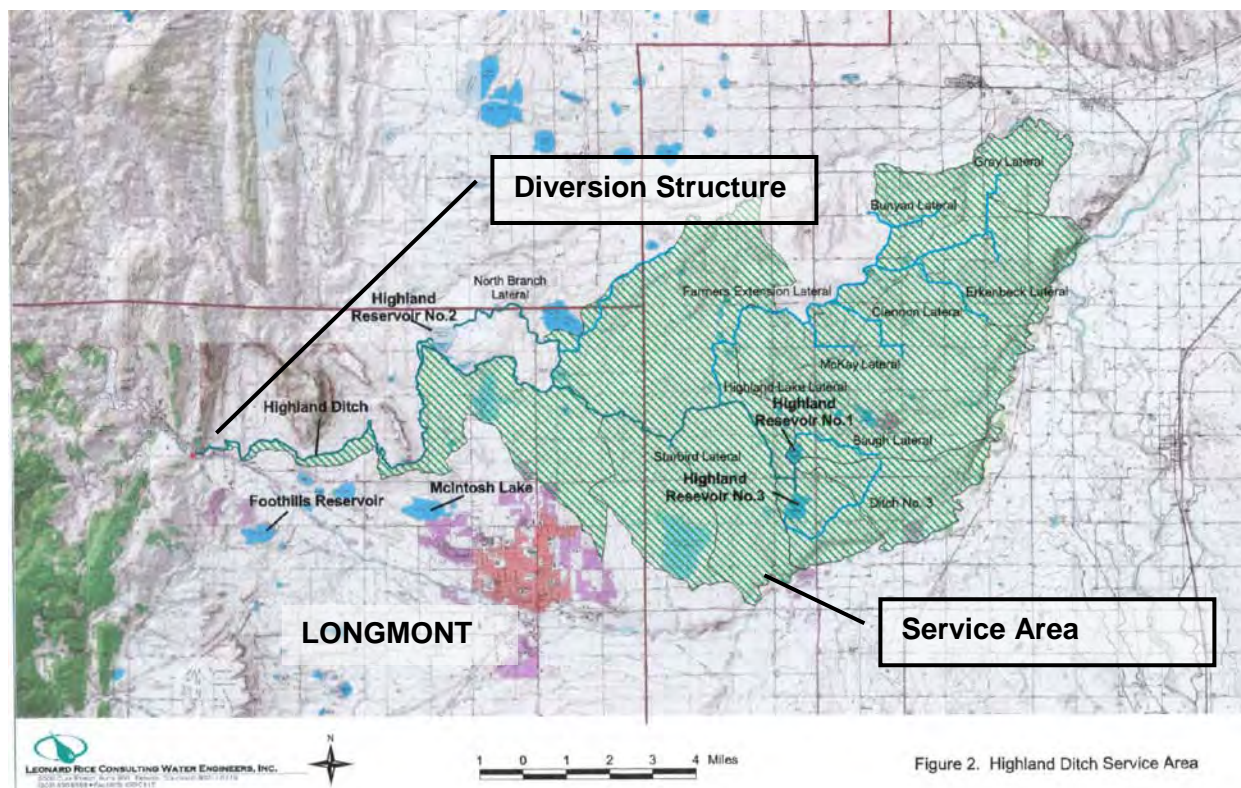 Gray Lateral
Diversion Structure
Bunyan Lateral
North Branch
Lateral
Farmers Extension Lateral
Erkenbeck Lateral
Highland
Reservoir No.2
Clennon Lateral
McKay Lateral
Highland Lake Lateral
Highland Ditch
Highland
Resevoir No.1
Baugh Lateral
Starbird Lateral
Highland
Resevoir No.3
Foothills Reservoir
McIntosh Lake
Ditch No. 3
LONGMONT
Service Area
N
LEONARD RICE CONSULTING WATER ENGINEERS, INC.
1 0 1 2 3 4 Miles
Figure 2. Highland Ditch Service Area